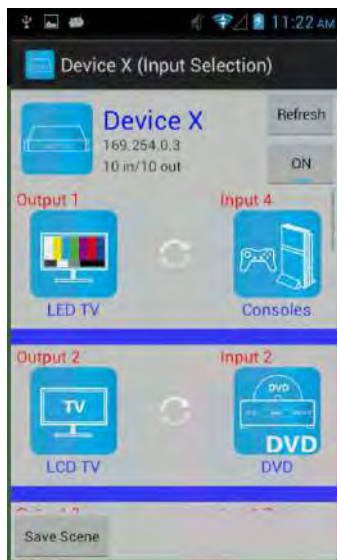 11:22 AM
Device X (Input Selection)
Device X
Refresh
169.254.0.3
10 in/10 out
ON
Output 1
Input 4
LED TV
Consoles
Output 2
Input 2
TV
DVD
DVD
LCD TV
DVD
Save Scene